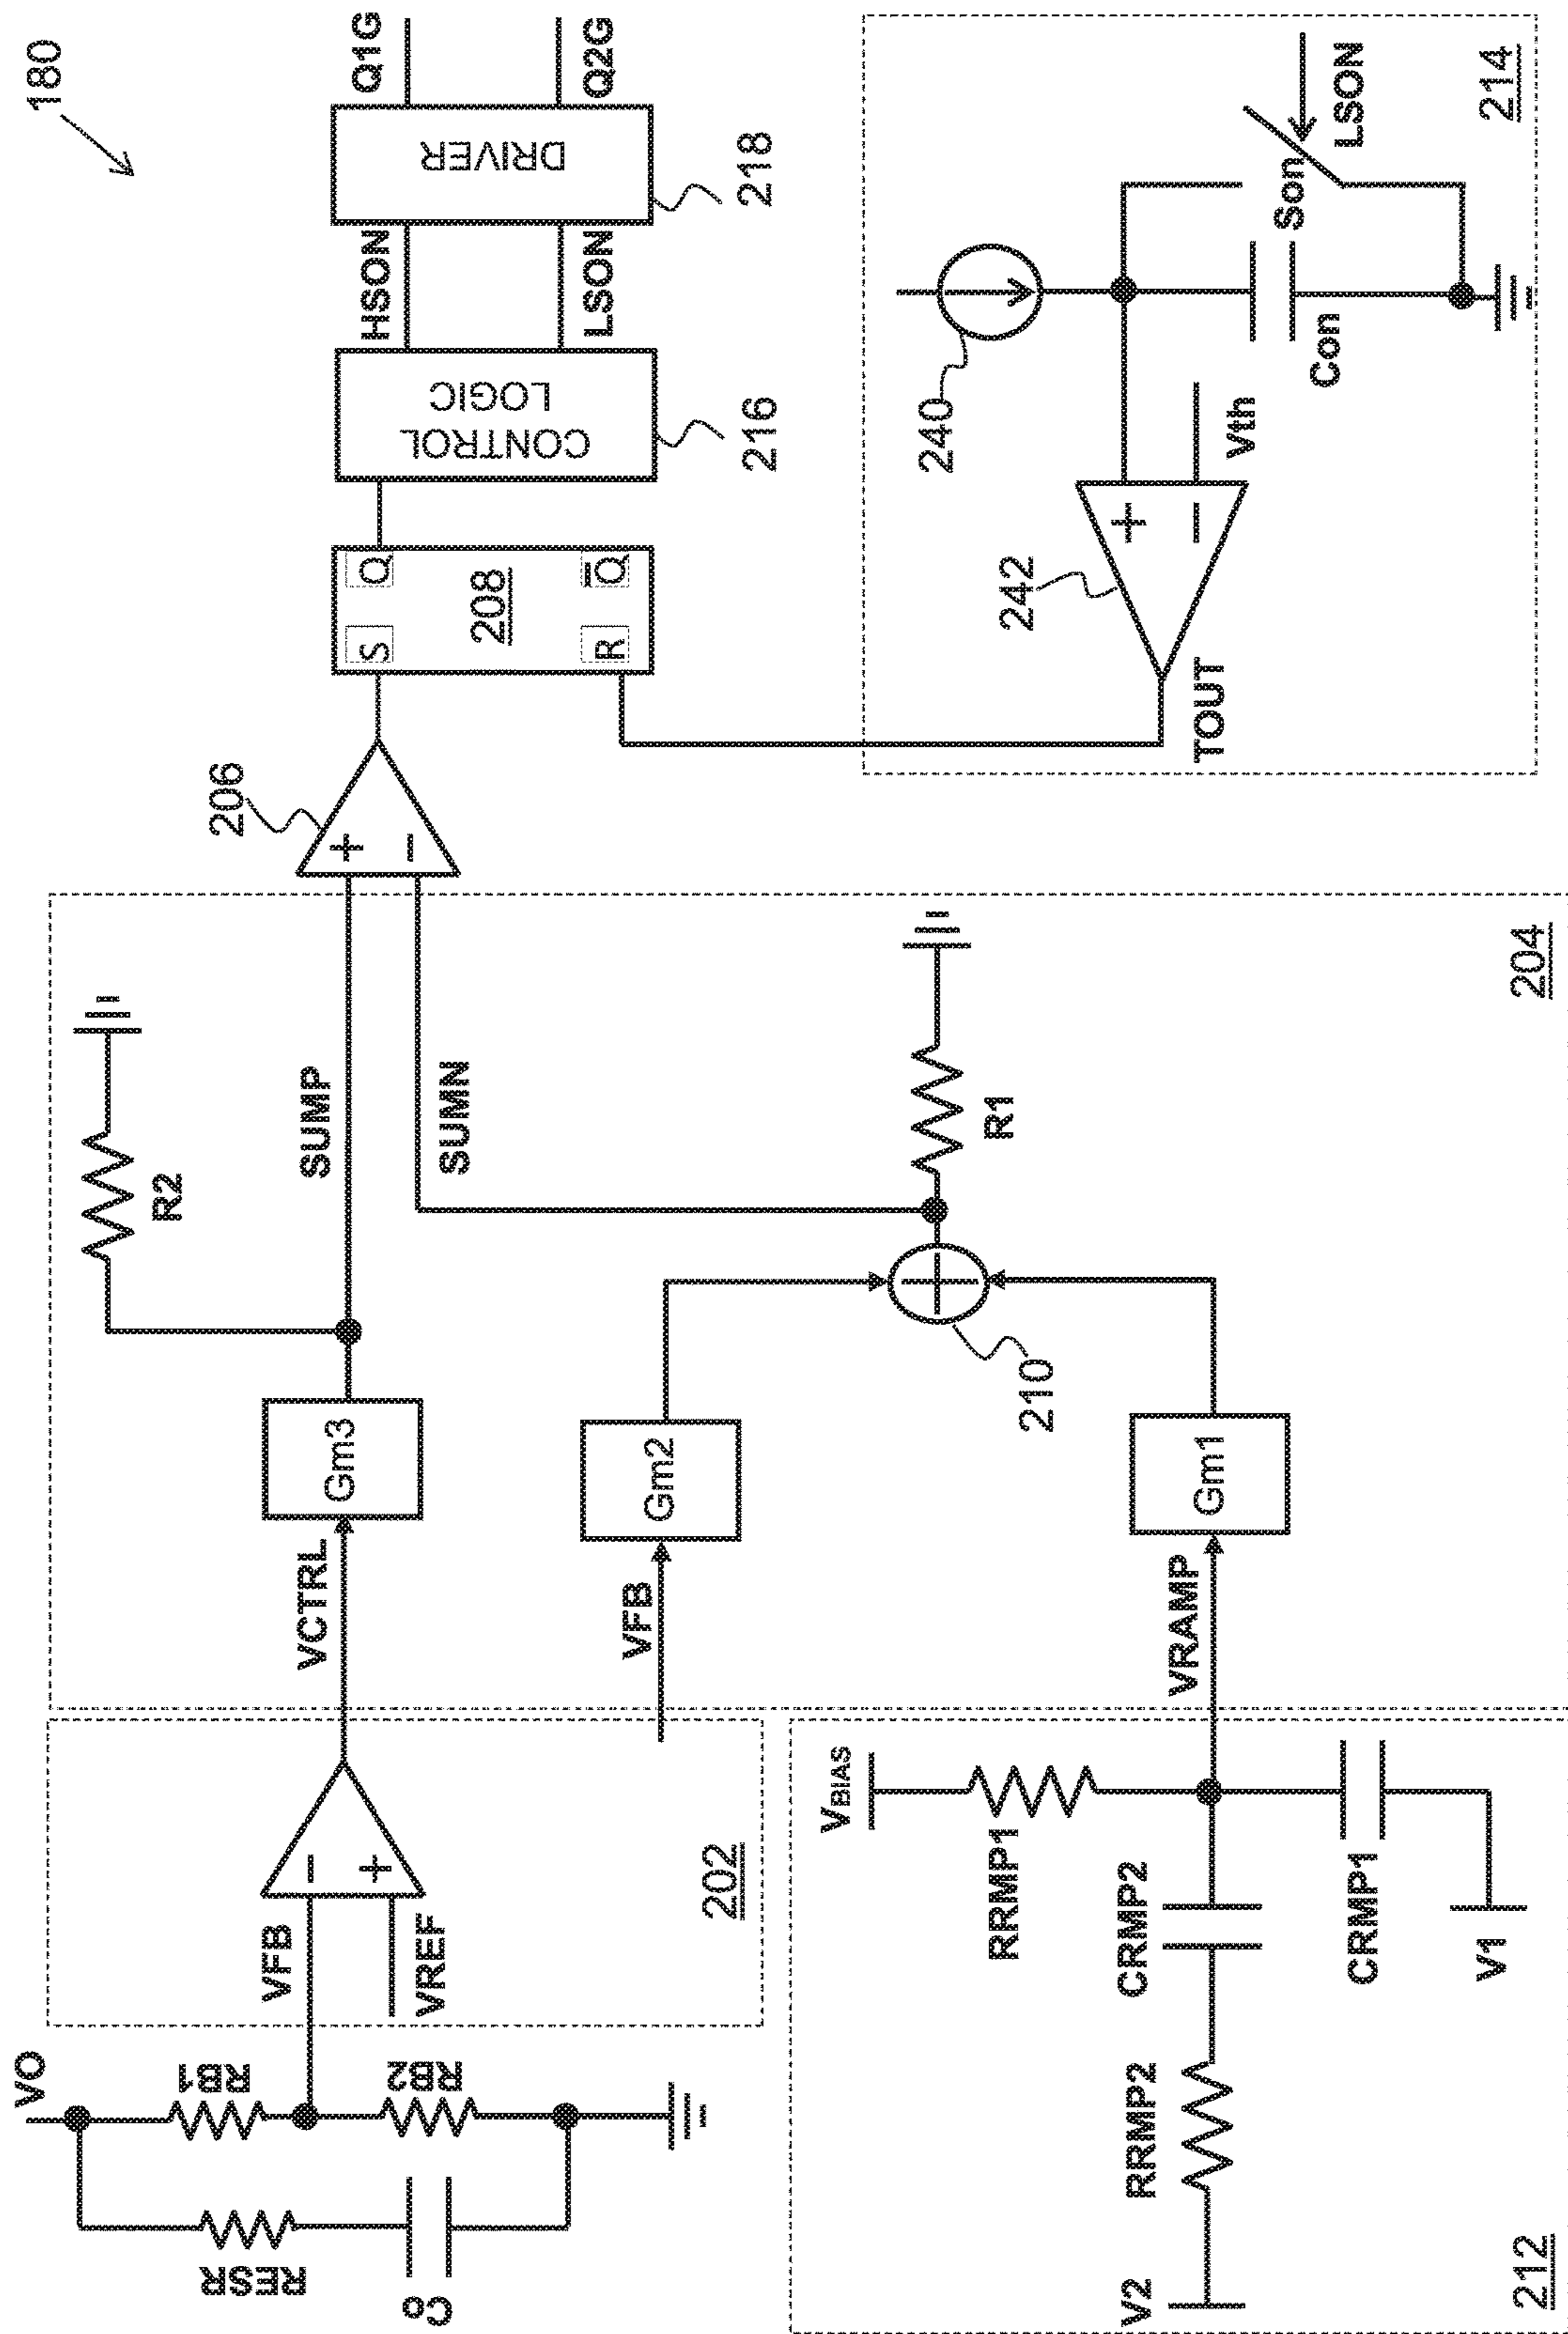 180
VO
RB1
RB2
RESR
Co
VFB
VREF
202
VCTRL
Gm3
R2
SUMP
SUMN
VFB
Gm2
210
R1
Gm1
VRAMP
204
206
+
−
−
+
S
Q
R
Q̅
208
CONTROL
LOGIC
216
HSON
LSON
DRIVER
218
Q1G
Q2G
VBIAS
RRMP1
CRMP2
RRMP2
V2
CRMP1
V1
212
TOUT
242
+
−
Vth
240
Con
Son
LSON
214